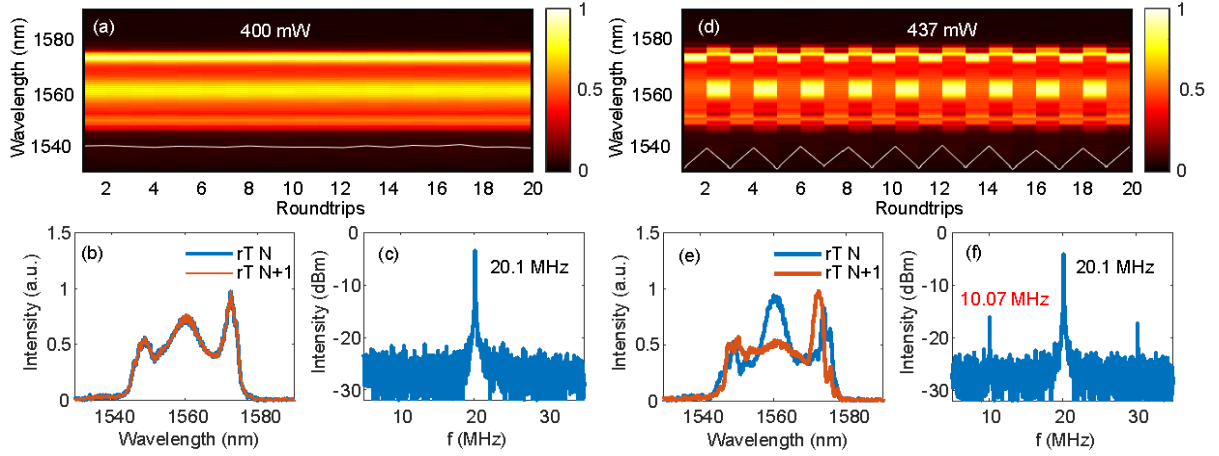 (a) 400 mW
Wavelength (nm)
1580
1560
1540
2 4 6 8 10 12 14 16 18 20
Roundtrips
1
0.5
0
(d) 437 mW
Wavelength (nm)
1580
1560
1540
2 4 6 8 10 12 14 16 18 20
Roundtrips
1
0.5
0
(b)
rT N
rT N+1
Intensity (a.u.)
1.5
1
0.5
0
1540 1560 1580
Wavelength (nm)
(c)
20.1 MHz
Intensity (dBm)
0
-10
-20
-30
10 20 30
f (MHz)
(e)
rT N
rT N+1
Intensity (a.u.)
1.5
1
0.5
0
1540 1560 1580
Wavelength (nm)
(f)
20.1 MHz
10.07 MHz
Intensity (dBm)
0
-10
-20
-30
10 20 30
f (MHz)